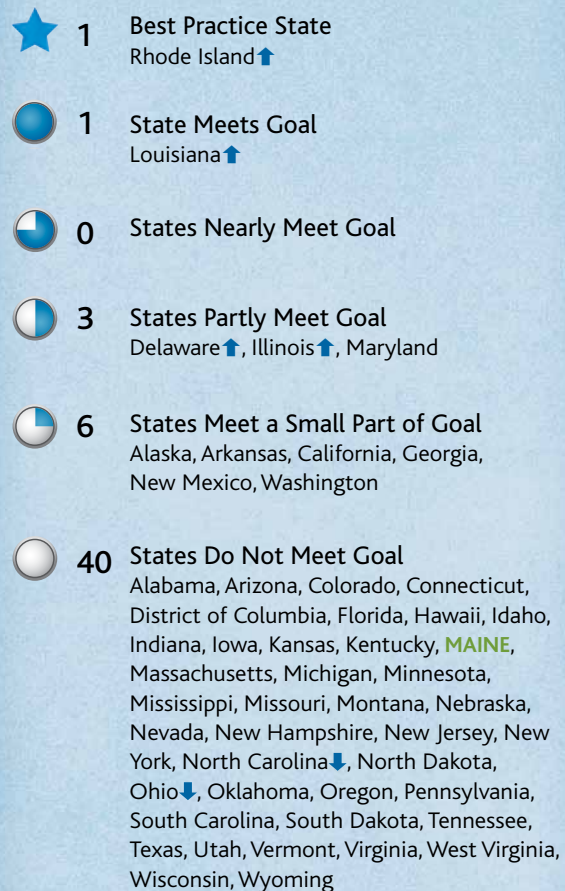 1 Best Practice State
Rhode Island⬆
1 State Meets Goal
Louisiana⬆
0 States Nearly Meet Goal
3 States Partly Meet Goal
Delaware⬆, Illinois⬆, Maryland
6 States Meet a Small Part of Goal
Alaska, Arkansas, California, Georgia,
New Mexico, Washington
40 States Do Not Meet Goal
Alabama, Arizona, Colorado, Connecticut,
District of Columbia, Florida, Hawaii, Idaho,
Indiana, Iowa, Kansas, Kentucky, MAINE,
Massachusetts, Michigan, Minnesota,
Mississippi, Missouri, Montana, Nebraska,
Nevada, New Hampshire, New Jersey, New
York, North Carolina⬇, North Dakota,
Ohio⬇, Oklahoma, Oregon, Pennsylvania,
South Carolina, South Dakota, Tennessee,
Texas, Utah, Vermont, Virginia, West Virginia,
Wisconsin, Wyoming